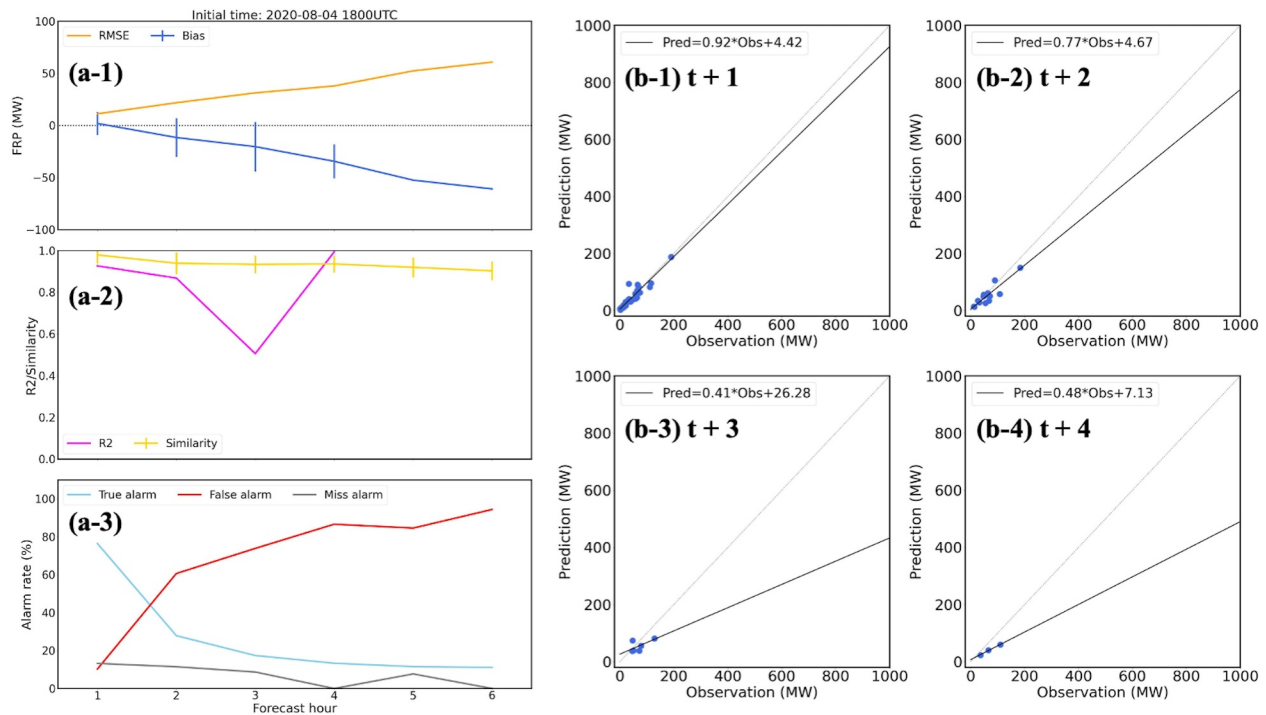 Initial time: 2020-08-04 1800UTC
100
RMSE Bias
(a-1)
50
0
−50
−100
FRP (MW)
1.0
0.8
(a-2)
0.6
0.4
0.2
0.0
R2/Similarity
R2 Similarity
True alarm False alarm Miss alarm
100
(a-3)
80
60
40
20
0
Alarm rate (%)
1 2 3 4 5 6
Forecast hour
Pred=0.92*Obs+4.42
(b-1) t + 1
1000
800
600
400
200
0
Prediction (MW)
0 200 400 600 800 1000
Observation (MW)
Pred=0.77*Obs+4.67
(b-2) t + 2
1000
800
600
400
200
0
Prediction (MW)
0 200 400 600 800 1000
Observation (MW)
Pred=0.41*Obs+26.28
(b-3) t + 3
1000
800
600
400
200
0
Prediction (MW)
0 200 400 600 800 1000
Observation (MW)
Pred=0.48*Obs+7.13
(b-4) t + 4
1000
800
600
400
200
0
Prediction (MW)
0 200 400 600 800 1000
Observation (MW)